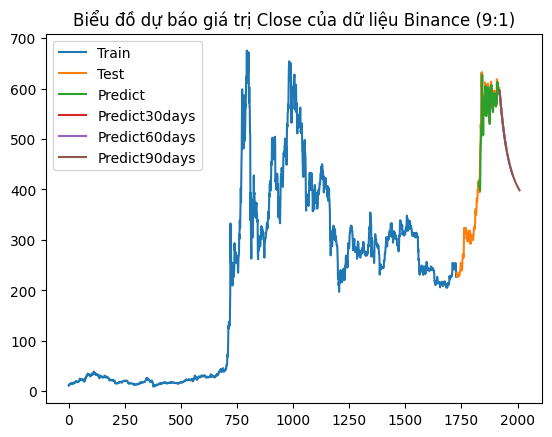 Biểu đồ dự báo giá trị Close của dữ liệu Binance (9:1)
700
600
500
400
300
200
100
0
Train
Test
Predict
Predict30days
Predict60days
Predict90days
0 250 500 750 1000 1250 1500 1750 2000